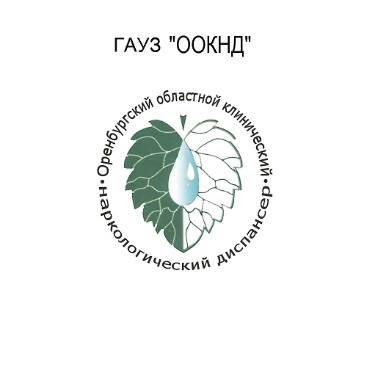 ГАУЗ "ООКНД"
Оренбургский областной клинический
наркологический диспансер